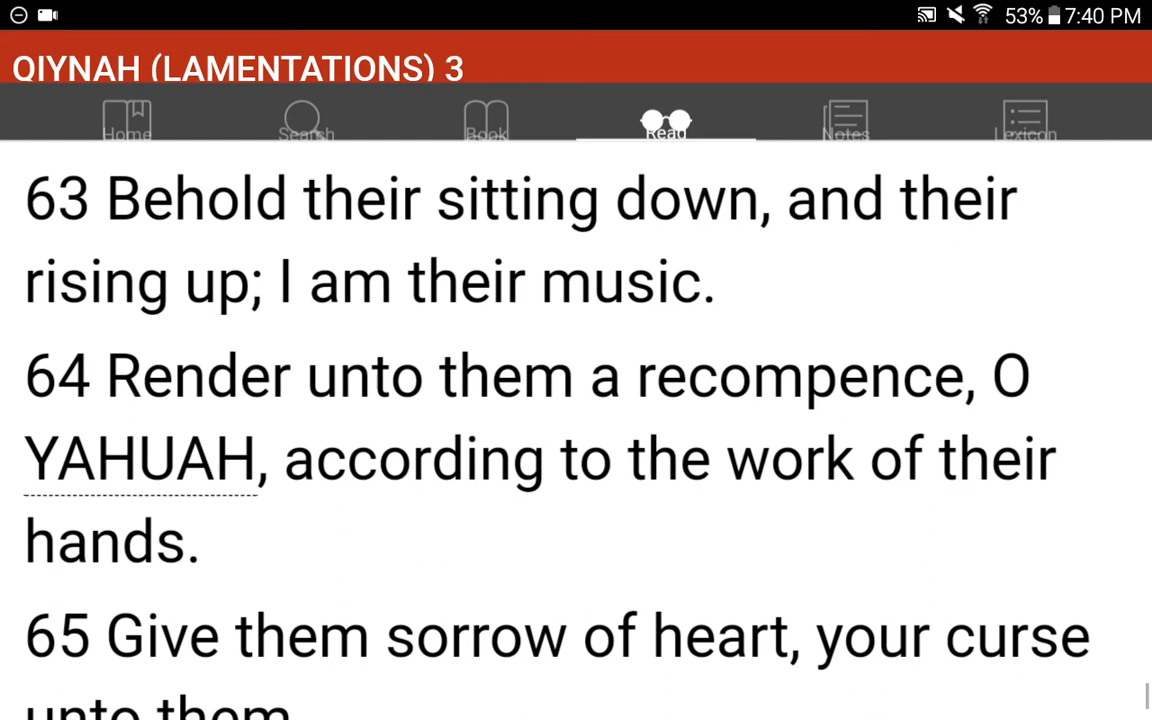 53% 7:40 PM
QIYNAH (LAMENTATIONS) 3
Home Search Book Read Notes Lexicon
63 Behold their sitting down, and their
rising up; I am their music.
64 Render unto them a recompence, O
YAHUAH, according to the work of their
hands.
65 Give them sorrow of heart, your curse
unto them.